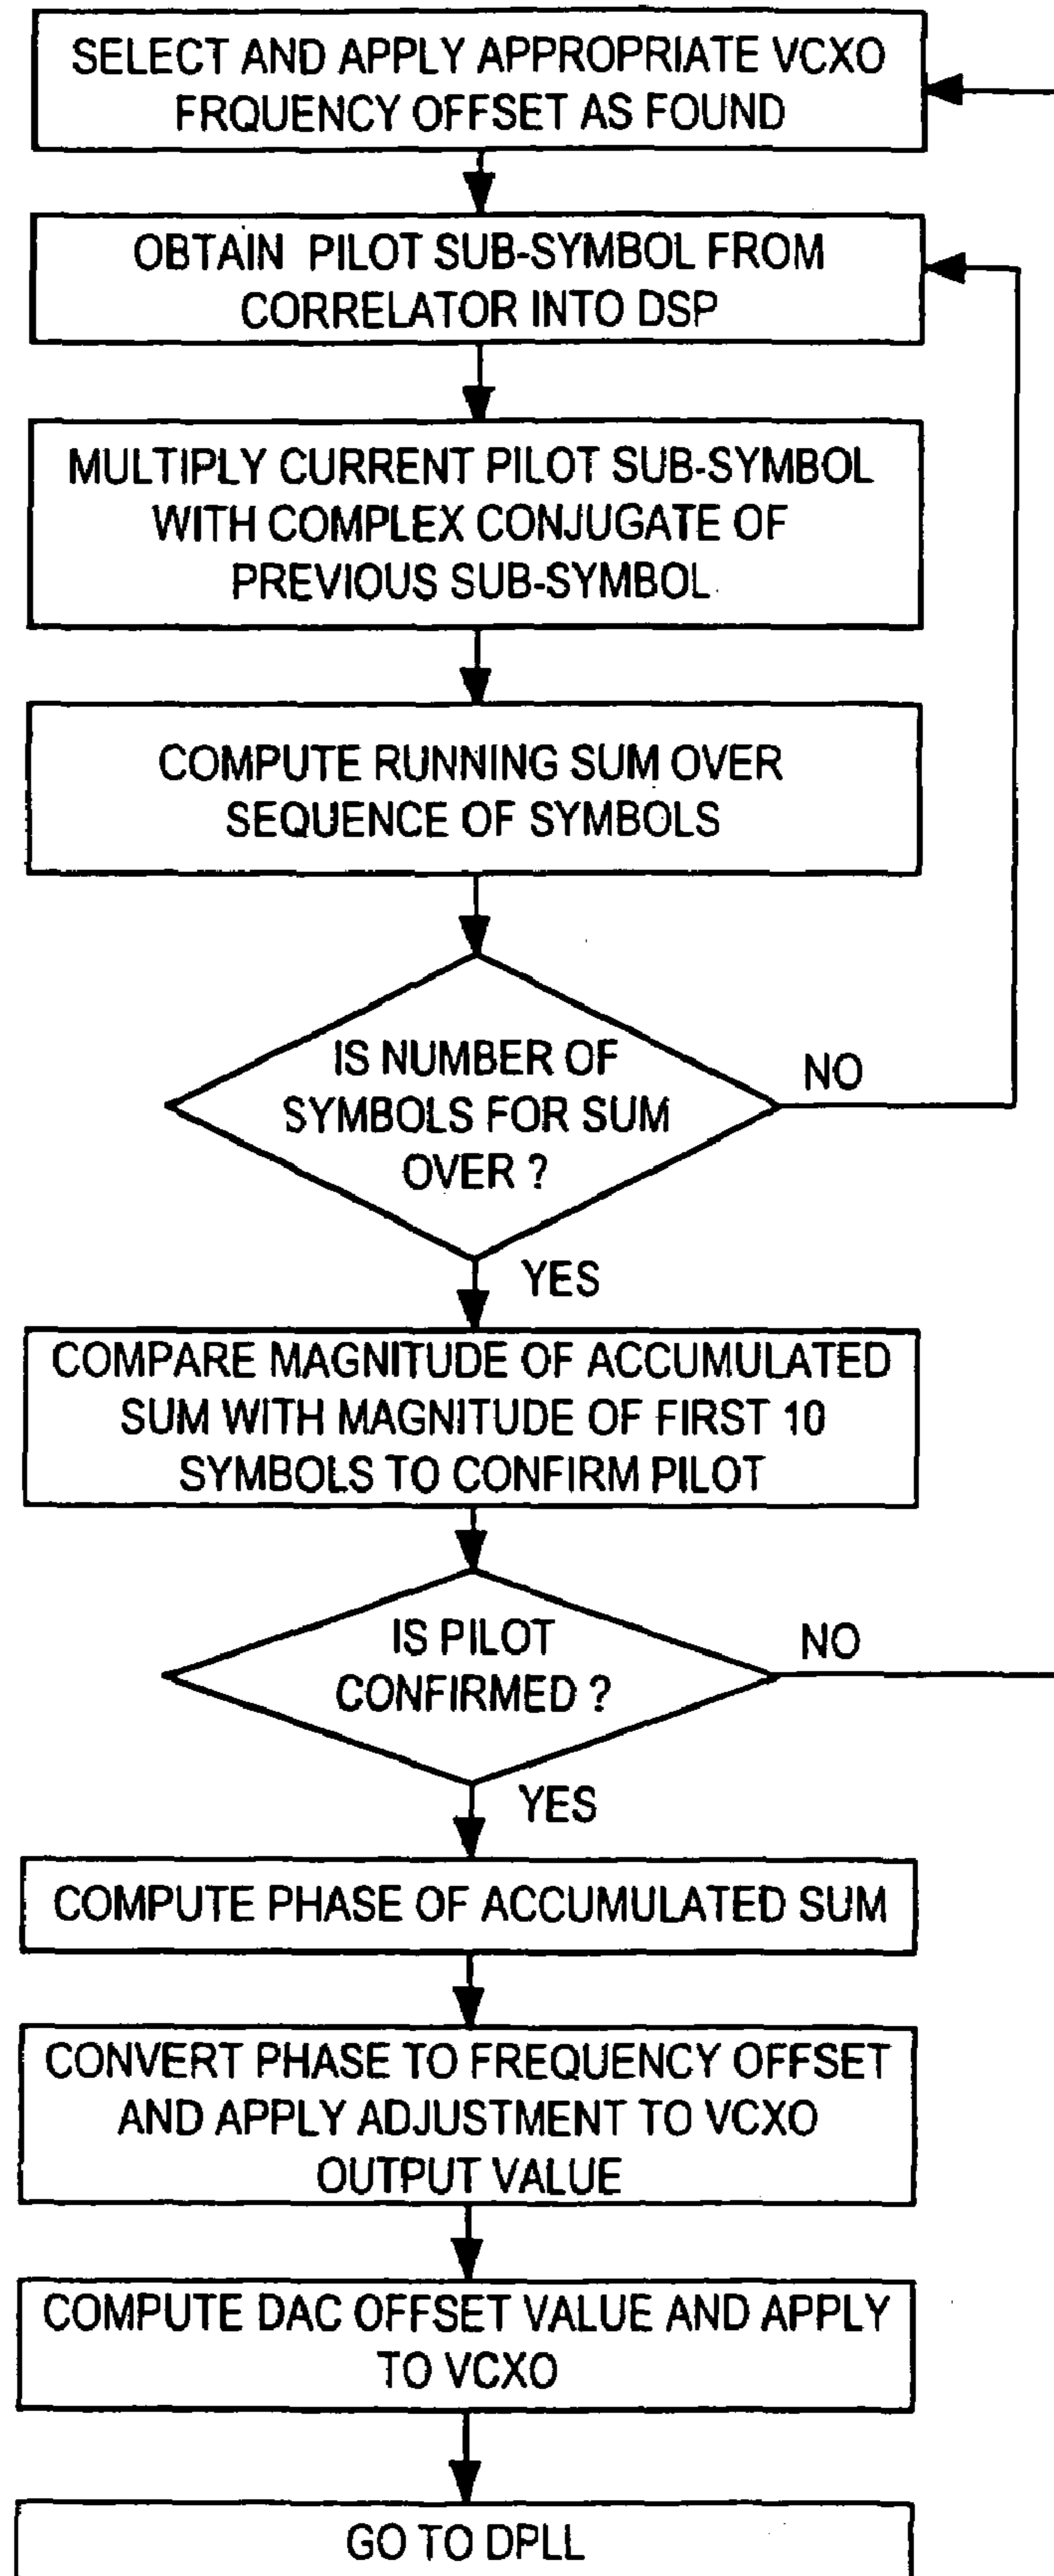 SELECT AND APPLY APPROPRIATE VCXO
FRQUENCY OFFSET AS FOUND
OBTAIN PILOT SUB-SYMBOL FROM
CORRELATOR INTO DSP
MULTIPLY CURRENT PILOT SUB-SYMBOL
WITH COMPLEX CONJUGATE OF
PREVIOUS SUB-SYMBOL
COMPUTE RUNNING SUM OVER
SEQUENCE OF SYMBOLS
IS NUMBER OF
SYMBOLS FOR SUM
OVER ?
NO
YES
COMPARE MAGNITUDE OF ACCUMULATED
SUM WITH MAGNITUDE OF FIRST 10
SYMBOLS TO CONFIRM PILOT
IS PILOT
CONFIRMED ?
NO
YES
COMPUTE PHASE OF ACCUMULATED SUM
CONVERT PHASE TO FREQUENCY OFFSET
AND APPLY ADJUSTMENT TO VCXO
OUTPUT VALUE
COMPUTE DAC OFFSET VALUE AND APPLY
TO VCXO
GO TO DPLL